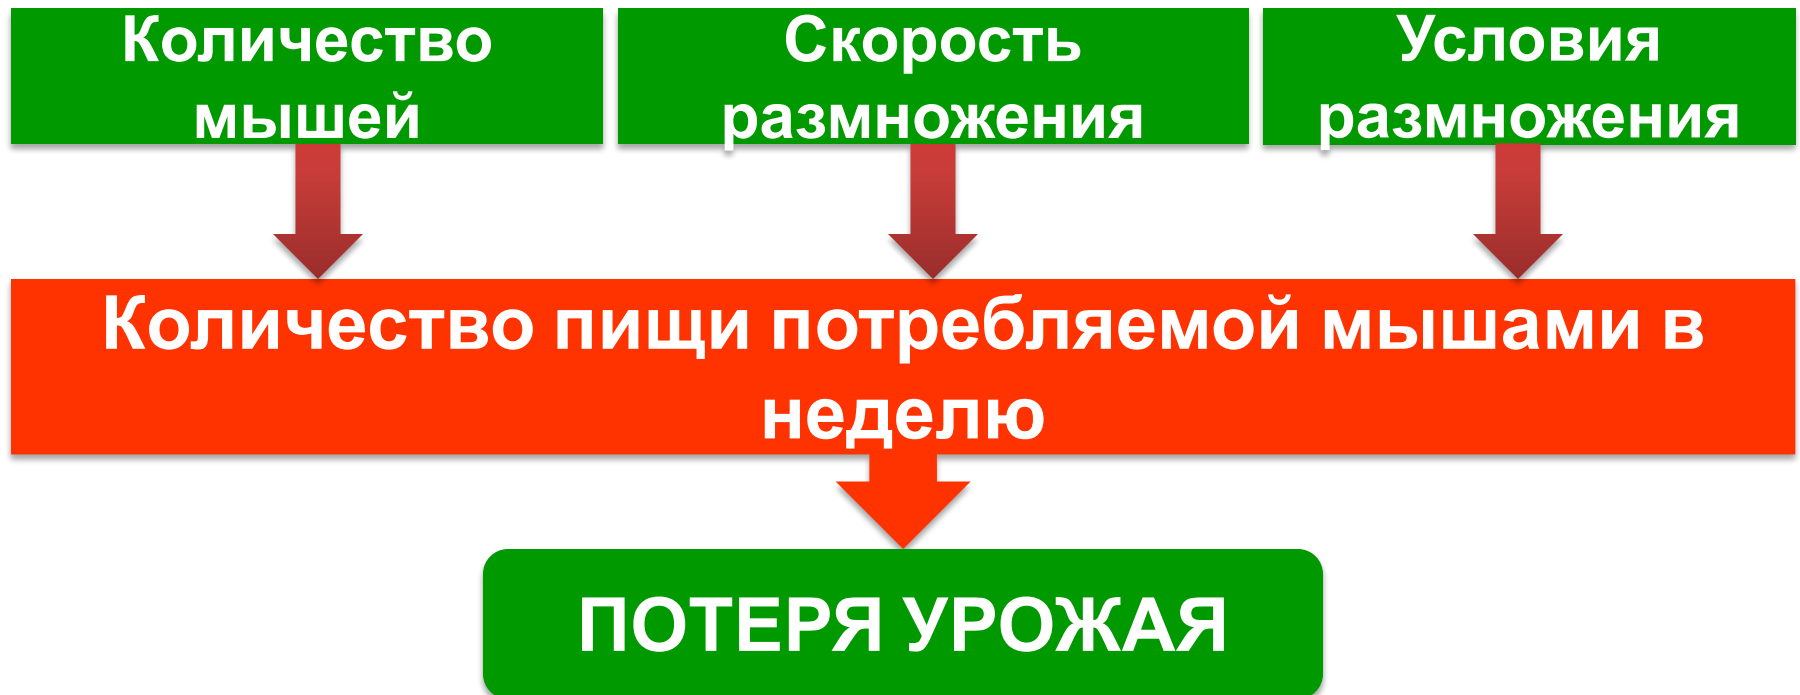 Количество
мышей
Скорость
размножения
Условия
размножения
Количество пищи потребляемой мышами в
неделю
ПОТЕРЯ УРОЖАЯ